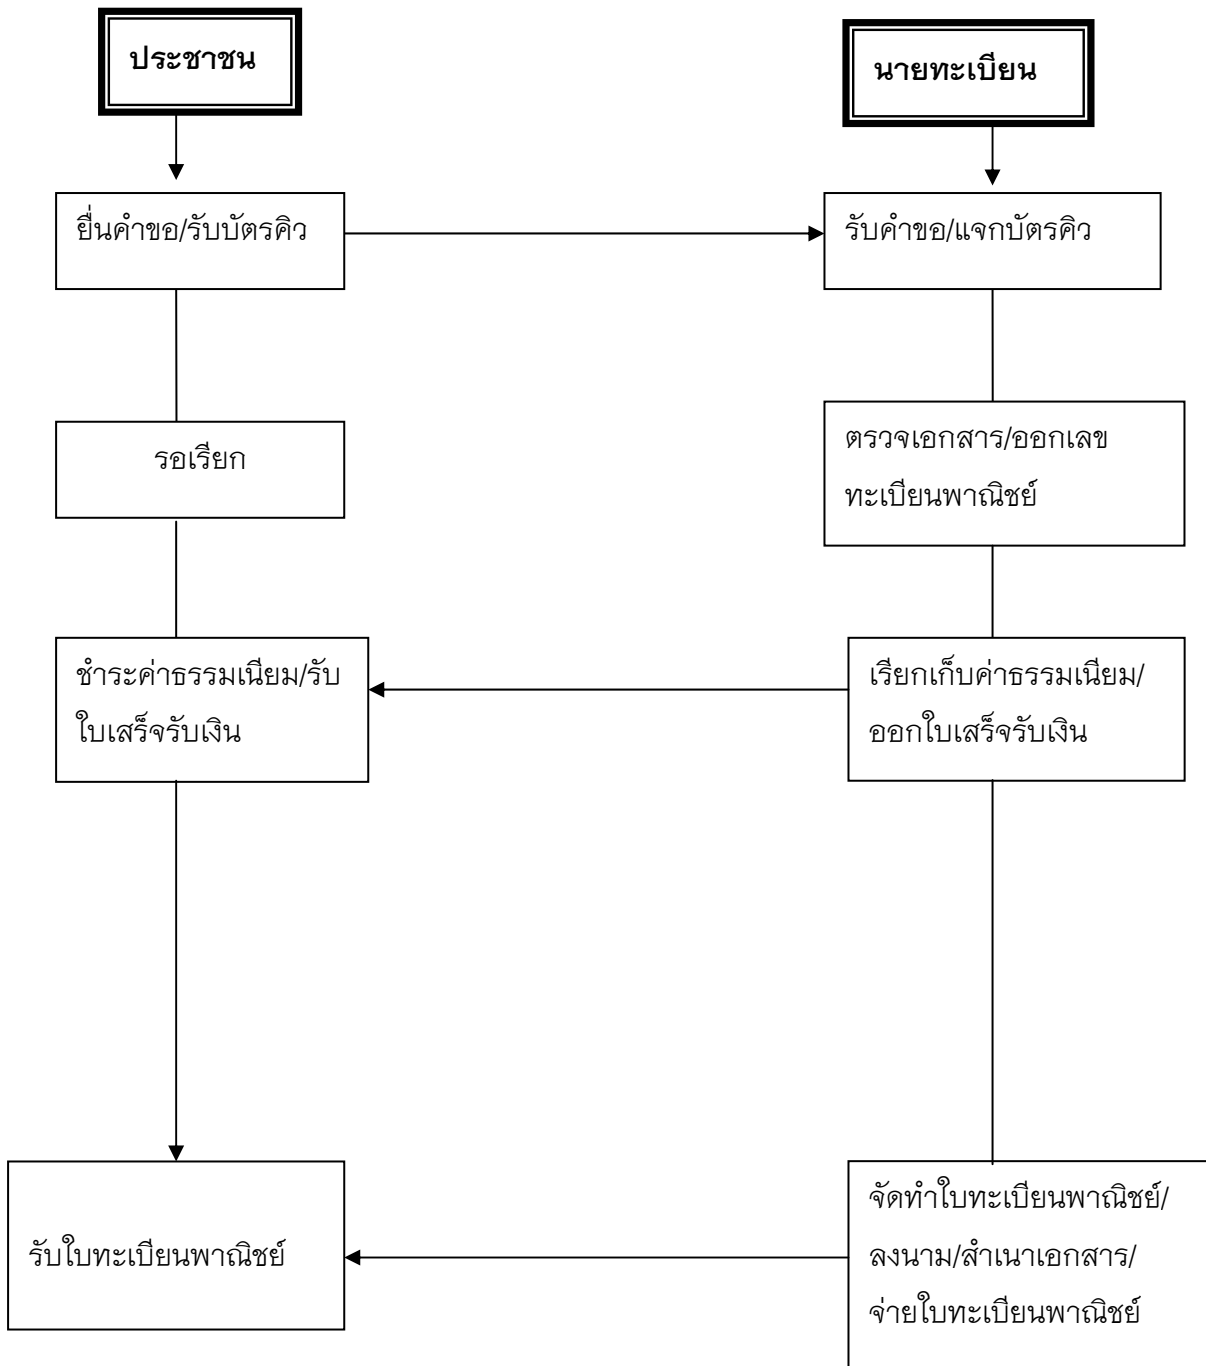 ประชาชน
นายทะเบียน
ยื่นคำขอ/รับบัตรคิว
รับคำขอ/แจกบัตรคิว
รอเรียก
ตรวจเอกสาร/ออกเลข
ทะเบียนพาณิชย์
ชำระค่าธรรมเนียม/รับ
ใบเสร็จรับเงิน
เรียกเก็บค่าธรรมเนียม/
ออกใบเสร็จรับเงิน
รับใบทะเบียนพาณิชย์
จัดทำใบทะเบียนพาณิชย์/
ลงนาม/สำเนาเอกสาร/
จ่ายใบทะเบียนพาณิชย์